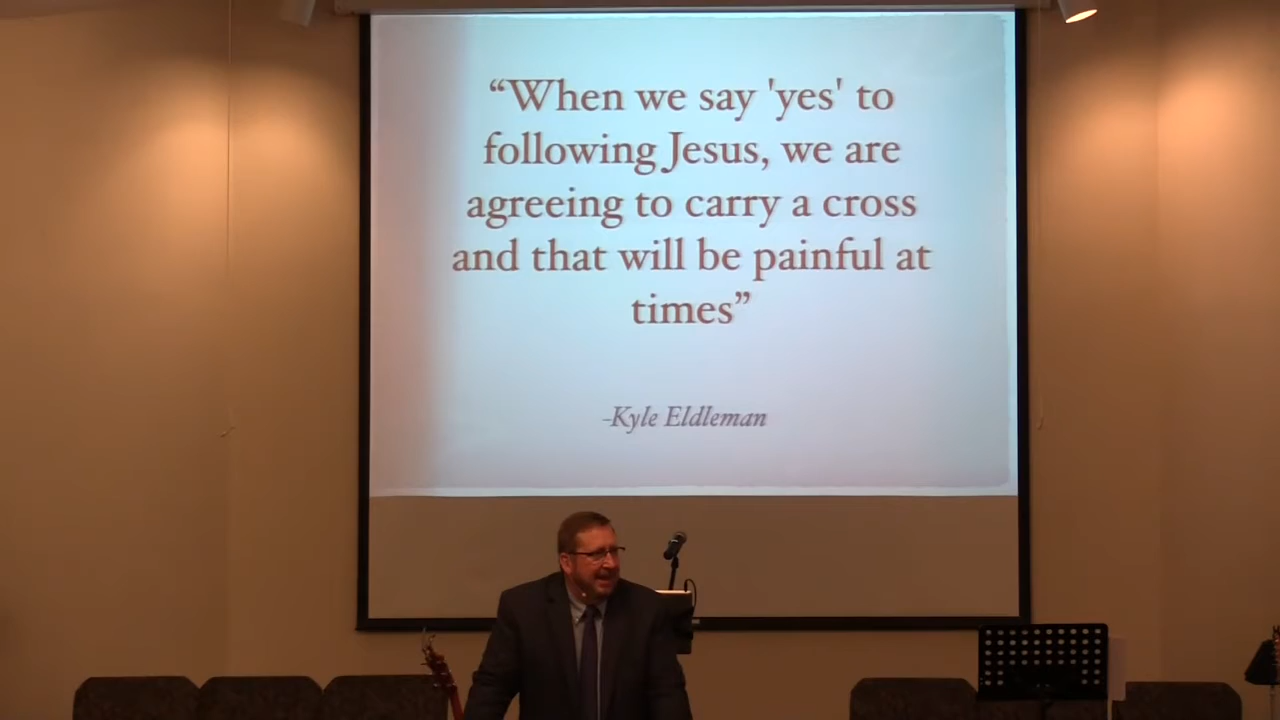 “When we say 'yes' to
following Jesus, we are
agreeing to carry a cross
and that will be painful at
times”
-Kyle Eldleman